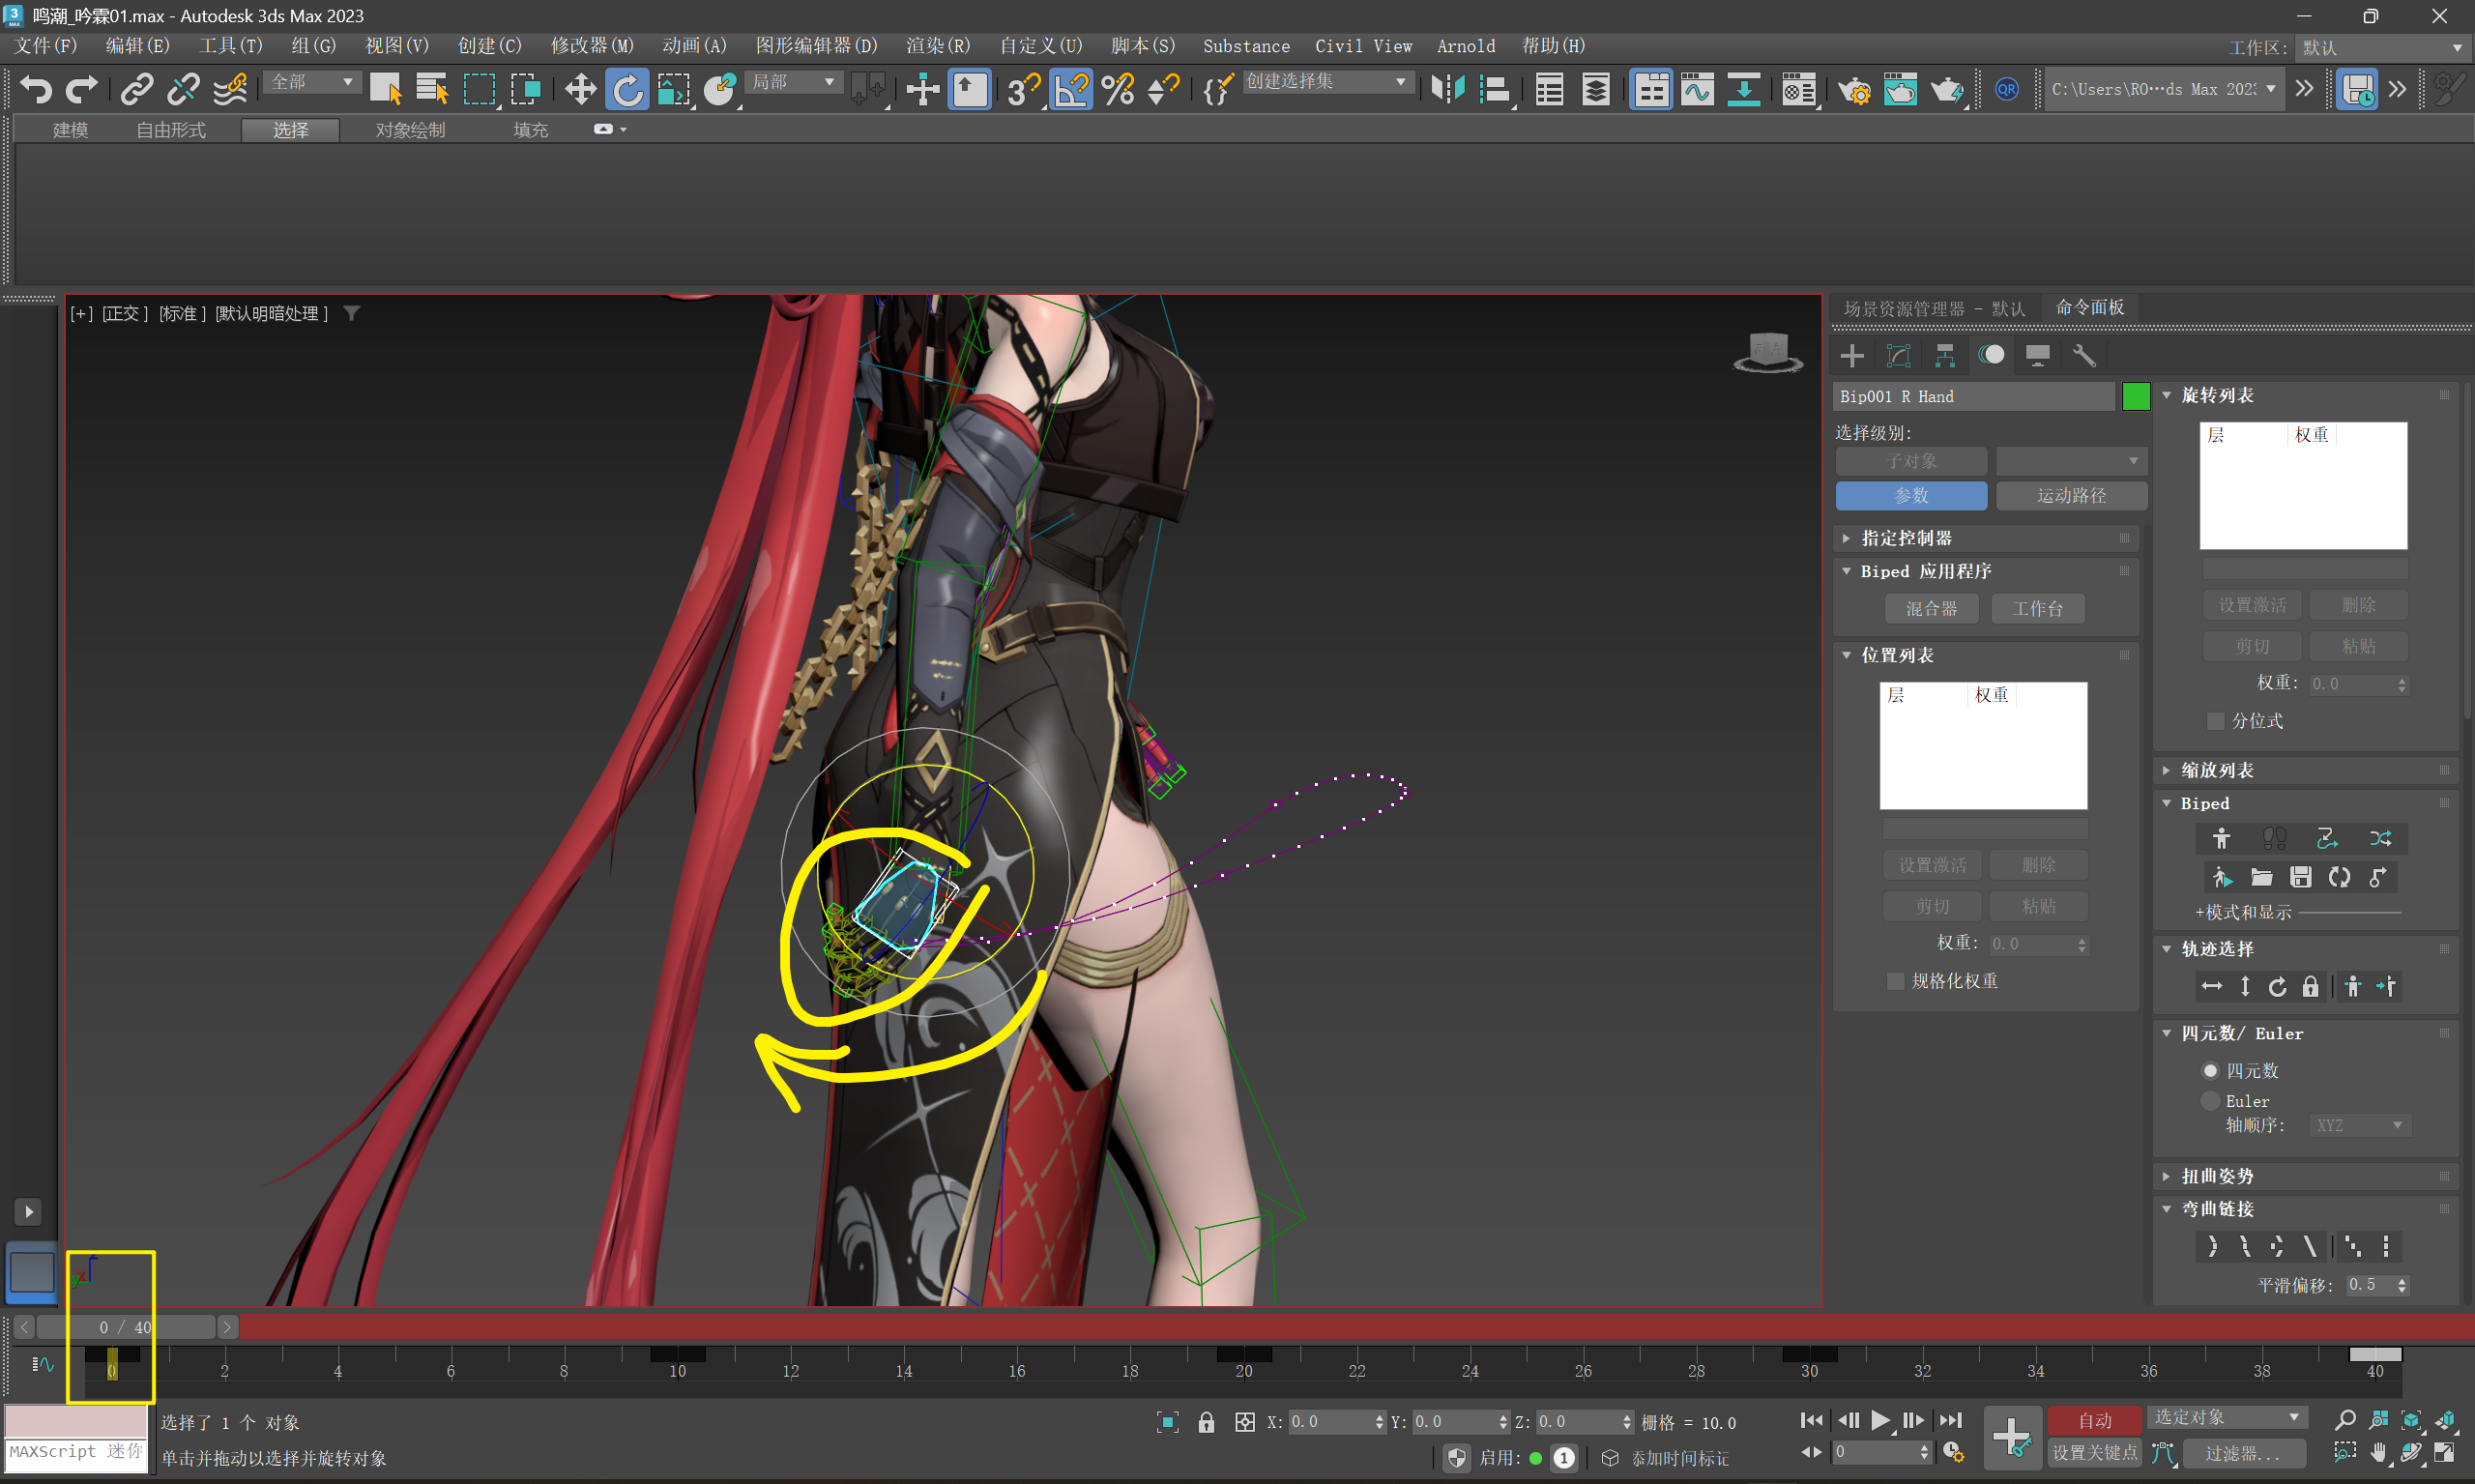 鸣潮_吟霖01.max - Autodesk 3ds Max 2023
文件(F) 编辑(E) 工具(T) 组(G) 视图(V) 创建(C) 修改器(M) 动画(A) 图形编辑器(D) 渲染(R) 自定义(U) 脚本(S) Substance Civil View Arnold 帮助(H)
工作区: 默认
全部 局部 创建选择集 C:\Users\RO···ds Max 202
建模 自由形式 选择 对象绘制 填充
[+] [正交] [标准] [默认明暗处理]
场景资源管理器 - 默认 命令面板
Bip001 R Hand
选择级别:
子对象
参数 运动路径
指定控制器
Biped 应用程序
混合器 工作台
位置列表
层 权重
设置激活 删除
剪切 粘贴
权重: 0.0
规格化权重
旋转列表
层 权重
设置激活 删除
剪切 粘贴
权重: 0.0
分位式
缩放列表
Biped
+模式和显示
轨迹选择
四元数/ Euler
四元数
Euler
轴顺序: XYZ
扭曲姿势
弯曲链接
平滑偏移: 0.5
0 / 40
0 2 4 6 8 10 12 14 16 18 20 22 24 26 28 30 32 34 36 38 40
选择了 1 个 对象
X: 0.0 Y: 0.0 Z: 0.0 栅格 = 10.0
自动 选定对象
MAXScript 迷你
单击并拖动以选择并旋转对象
启用: 1 添加时间标记
0
设置关键点 过滤器...